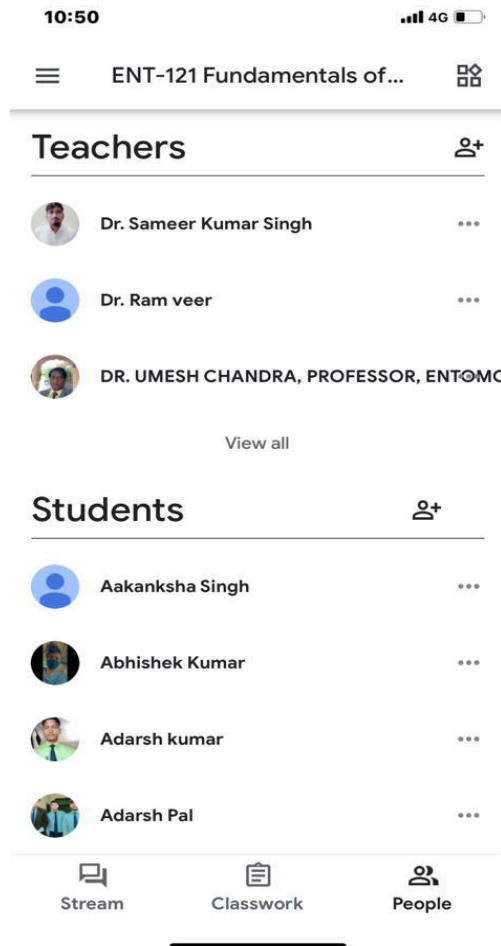 10:50 4G
ENT-121 Fundamentals of...
Teachers
Dr. Sameer Kumar Singh
Dr. Ram veer
DR. UMESH CHANDRA, PROFESSOR, ENTOMO
View all
Students
Aakanksha Singh
Abhishek Kumar
Adarsh kumar
Adarsh Pal
Stream Classwork People